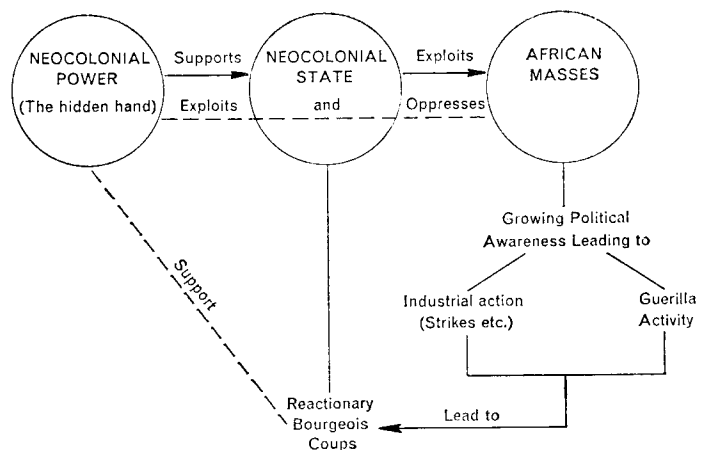 NEOCOLONIAL
POWER
(The hidden hand)
Supports
NEOCOLONIAL
STATE
and
Exploits
AFRICAN
MASSES
Exploits
Oppresses
Growing Political
Awareness Leading to
Industrial action
(Strikes etc.)
Guerilla
Activity
Support
Reactionary
Bourgeois
Coups
Lead to